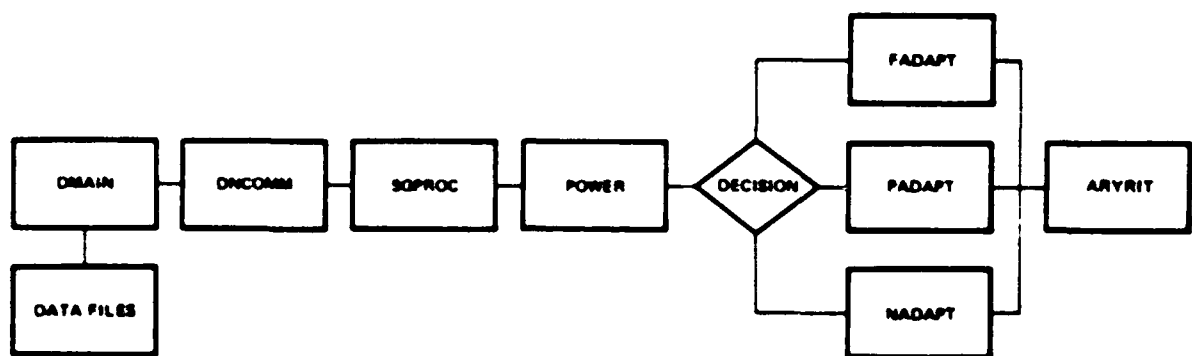 FADAPT
DMAIN
DNCOMM
SQPROC
POWER
DECISION
PADAPT
ARYRIT
DATA FILES
NADAPT